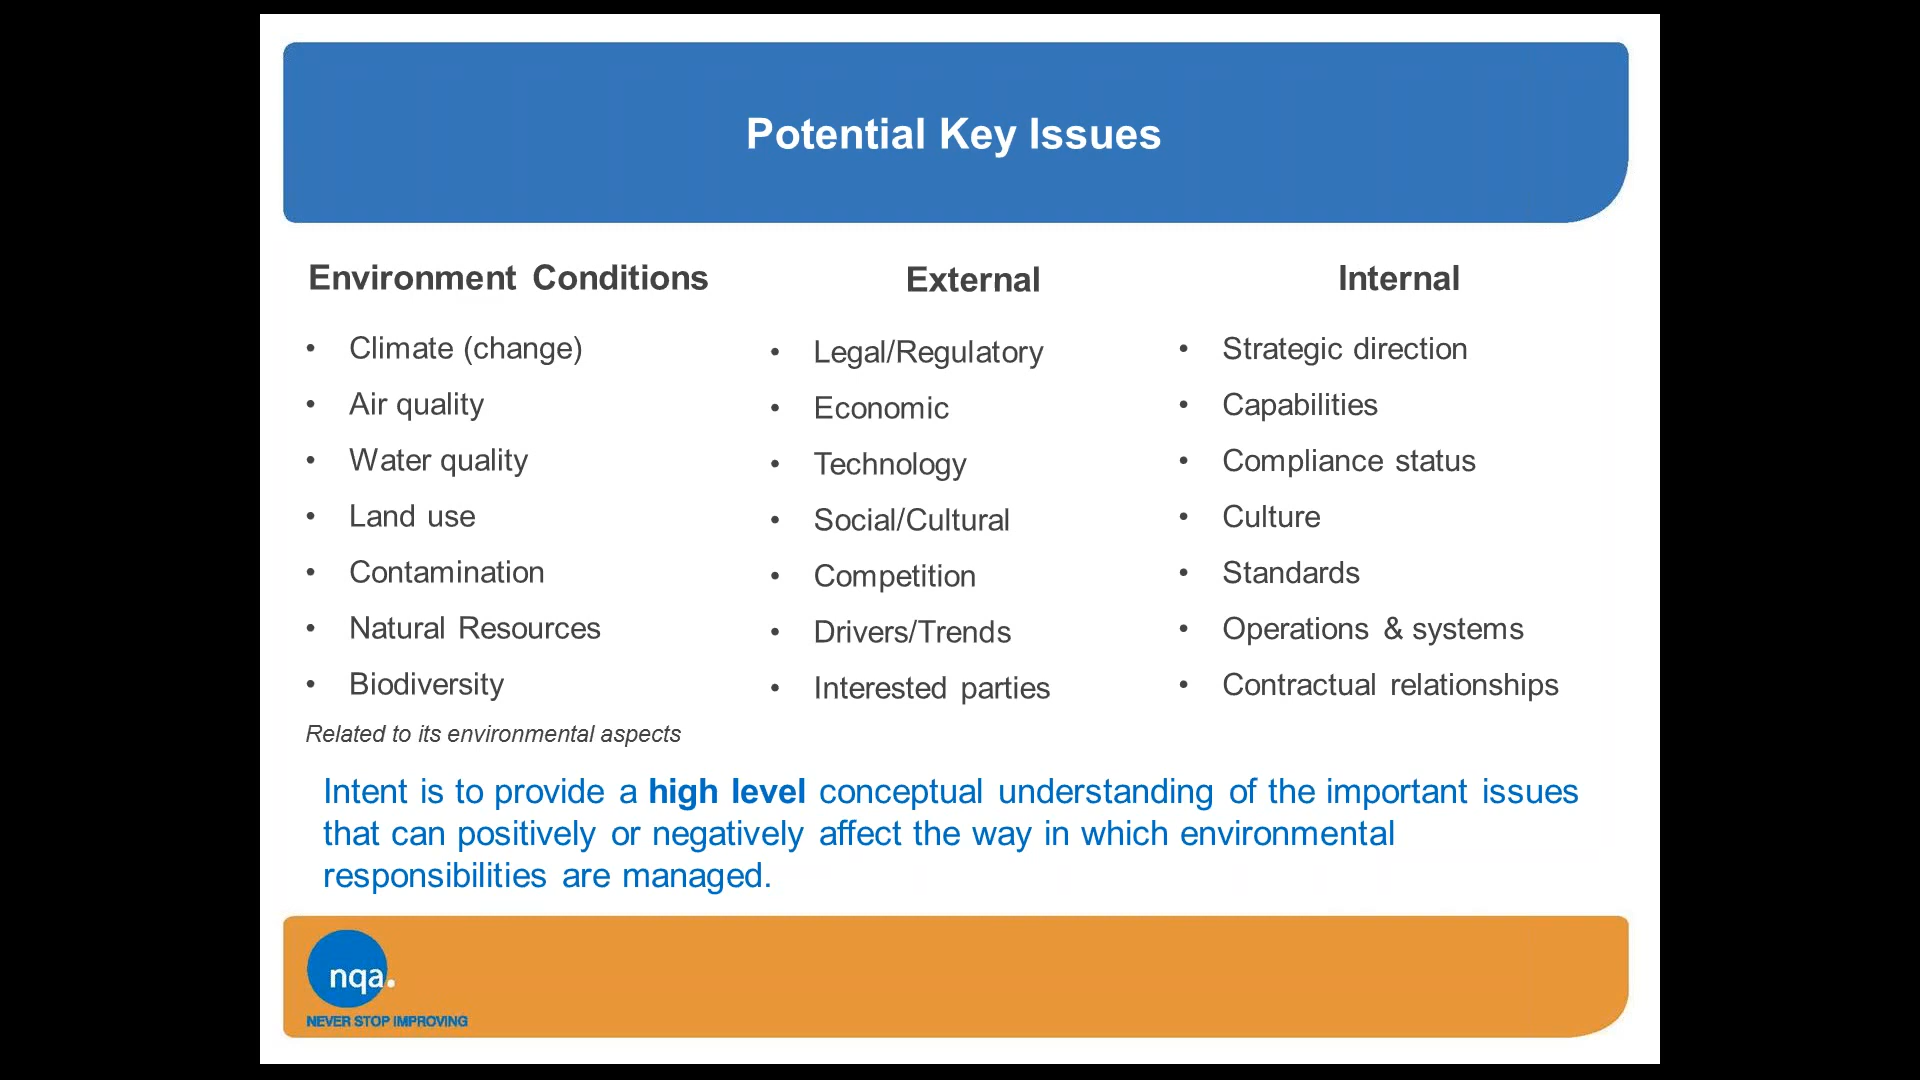 Potential Key Issues
Environment Conditions
• Climate (change)
• Air quality
• Water quality
• Land use
• Contamination
• Natural Resources
• Biodiversity
Related to its environmental aspects
External
• Legal/Regulatory
• Economic
• Technology
• Social/Cultural
• Competition
• Drivers/Trends
• Interested parties
Internal
• Strategic direction
• Capabilities
• Compliance status
• Culture
• Standards
• Operations & systems
• Contractual relationships
Intent is to provide a high level conceptual understanding of the important issues
that can positively or negatively affect the way in which environmental
responsibilities are managed.
nqa.
NEVER STOP IMPROVING